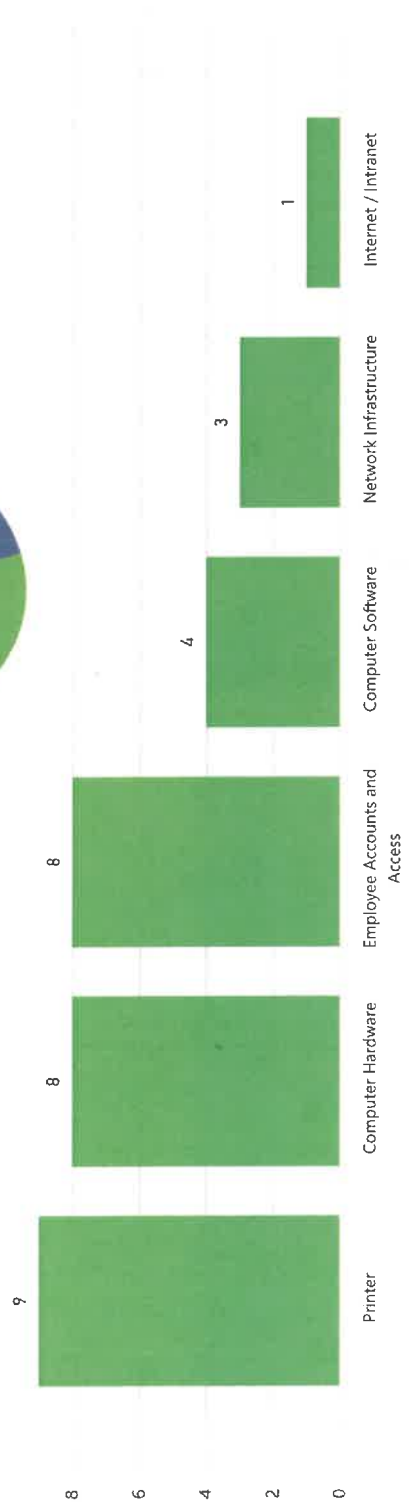 9
8
8
4
3
1
8
6
4
2
0
Printer
Computer Hardware
Employee Accounts and
Access
Computer Software
Network Infrastructure
Internet / Intranet